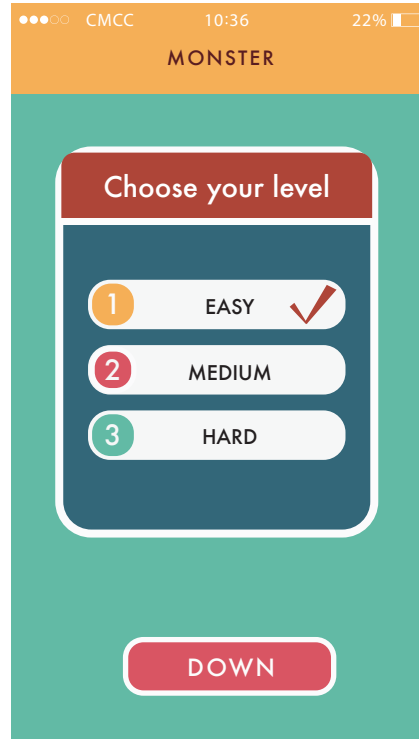 CMCC 10:36 22%
MONSTER
Choose your level
1 EASY
2 MEDIUM
3 HARD
DOWN